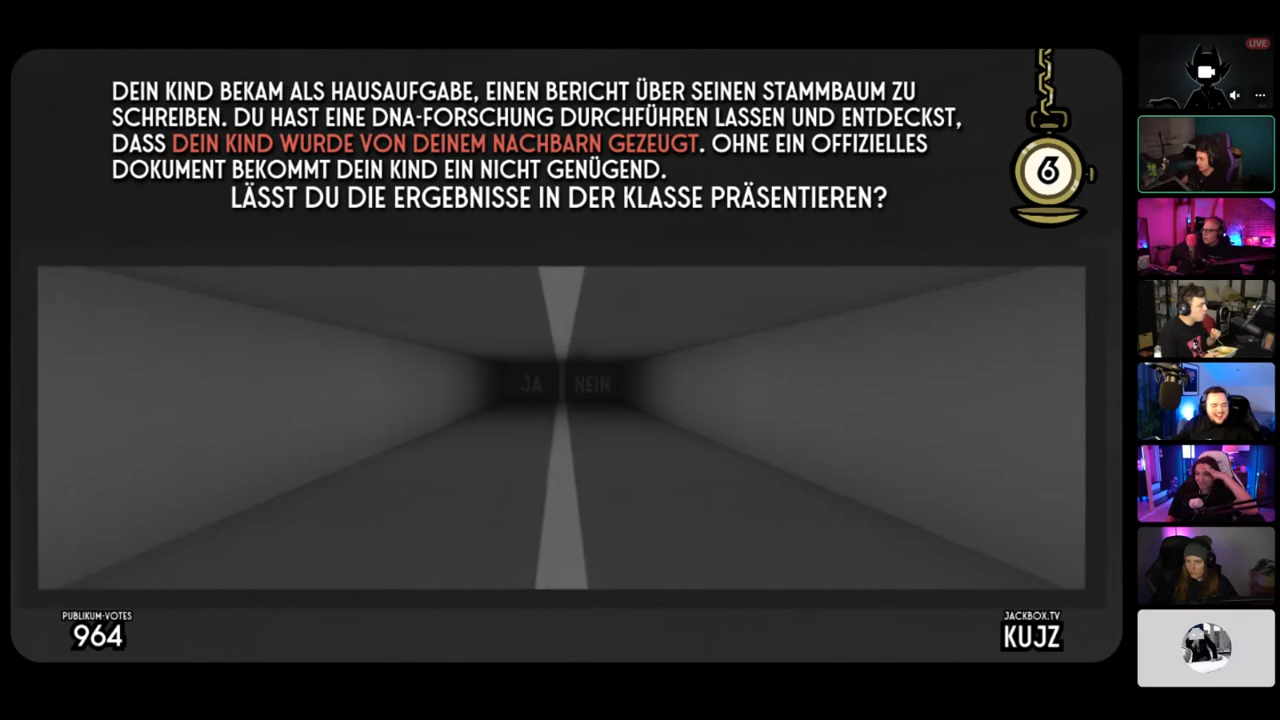 LIVE
DEIN KIND BEKAM ALS HAUSAUFGABE, EINEN BERICHT ÜBER SEINEN STAMMBAUM ZU
SCHREIBEN. DU HAST EINE DNA-FORSCHUNG DURCHFÜHREN LASSEN UND ENTDECKST,
DASS DEIN KIND WURDE VON DEINEM NACHBARN GEZEUGT. OHNE EIN OFFIZIELLES
DOKUMENT BEKOMMT DEIN KIND EIN NICHT GENÜGEND.
LÄSST DU DIE ERGEBNISSE IN DER KLASSE PRÄSENTIEREN?
6
JA NEIN
PUBLIKUM-VOTES
964
JACKBOX.TV
KUJZ